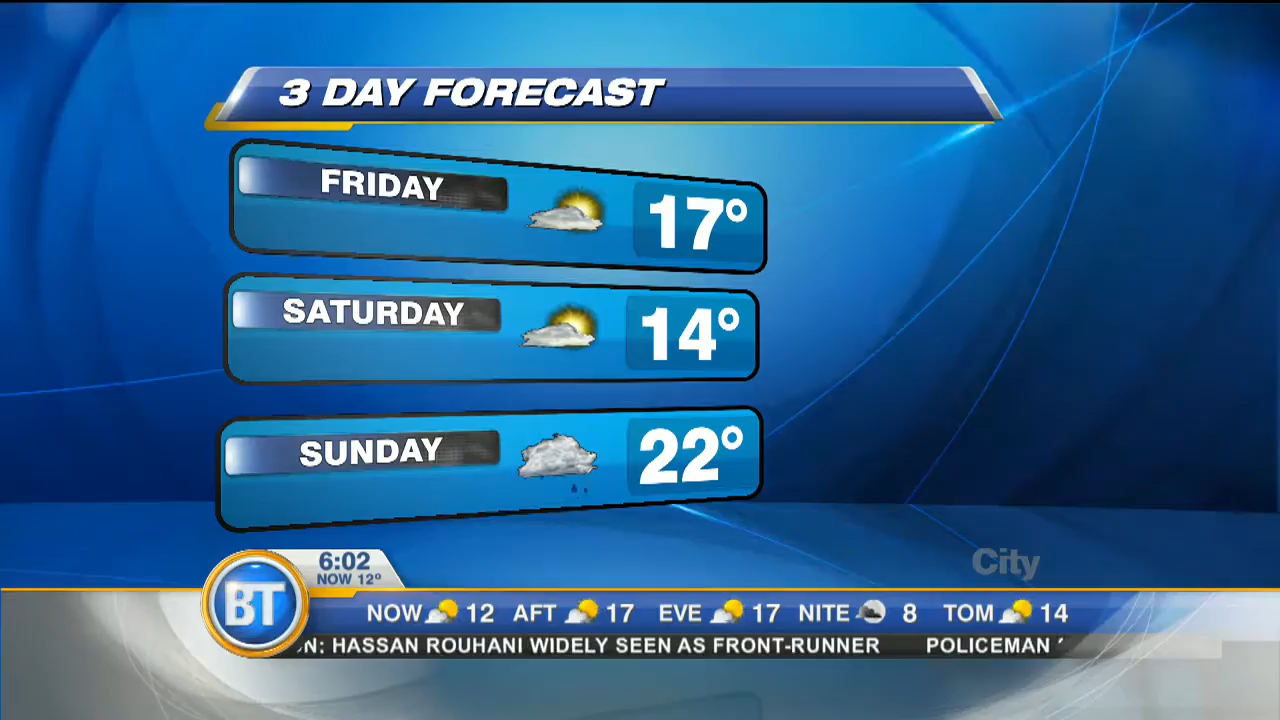 3 DAY FORECAST
FRIDAY 17°
SATURDAY 14°
SUNDAY 22°
City
6:02
NOW 12°
BT
NOW 12 AFT 17 EVE 17 NITE 8 TOM 14
N: HASSAN ROUHANI WIDELY SEEN AS FRONT-RUNNER POLICEMAN